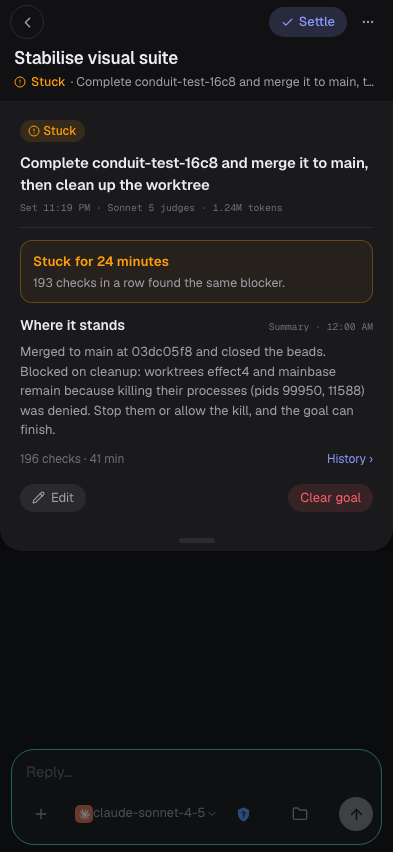 Settle
Stabilise visual suite
Stuck · Complete conduit-test-16c8 and merge it to main, t…
Stuck
Complete conduit-test-16c8 and merge it to main,
then clean up the worktree
Set 11:19 PM · Sonnet 5 judges · 1.24M tokens
Stuck for 24 minutes
193 checks in a row found the same blocker.
Where it stands
Summary · 12:00 AM
Merged to main at 03dc05f8 and closed the beads.
Blocked on cleanup: worktrees effect4 and mainbase
remain because killing their processes (pids 99950, 11588)
was denied. Stop them or allow the kill, and the goal can
finish.
196 checks · 41 min
History ›
Edit
Clear goal
Reply…
claude-sonnet-4-5